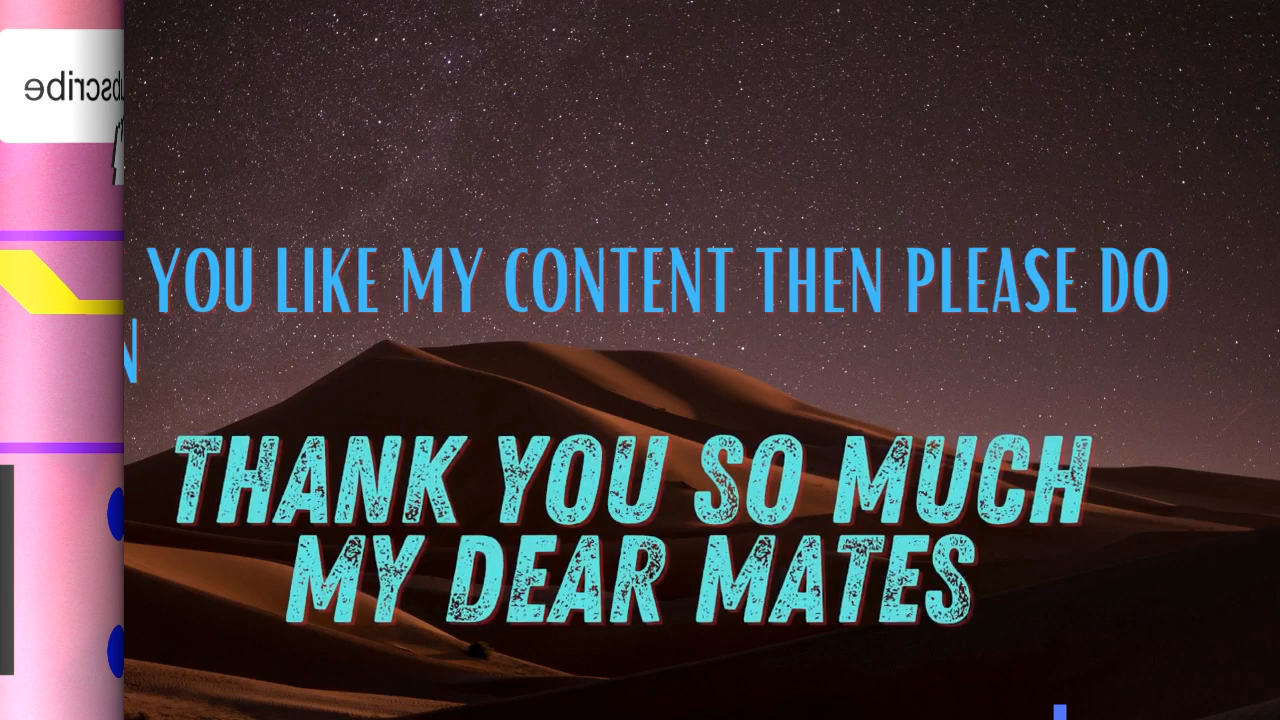 YOU LIKE MY CONTENT THEN PLEASE DO
N
THANK YOU SO MUCH
MY DEAR MATES